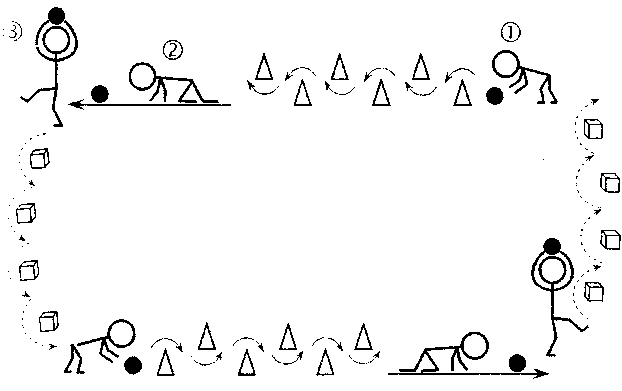 ③
②
①